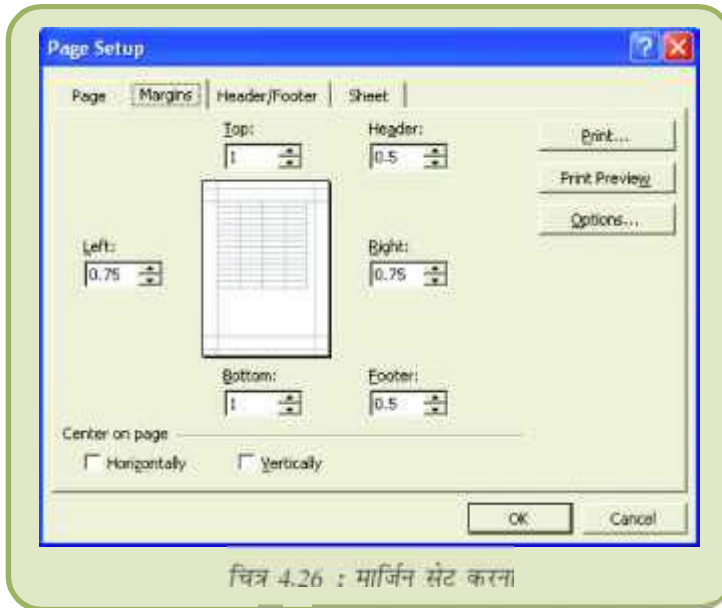 Page Setup
Page Margins Header/Footer Sheet
Top: Header:
1 0.5 Print...
Print Preview
Options...
Left: Right:
0.75 0.75
Bottom: Footer:
1 0.5
Center on page
Horizontally Vertically
OK Cancel
चित्र 4.26 : मार्जिन सेट करना